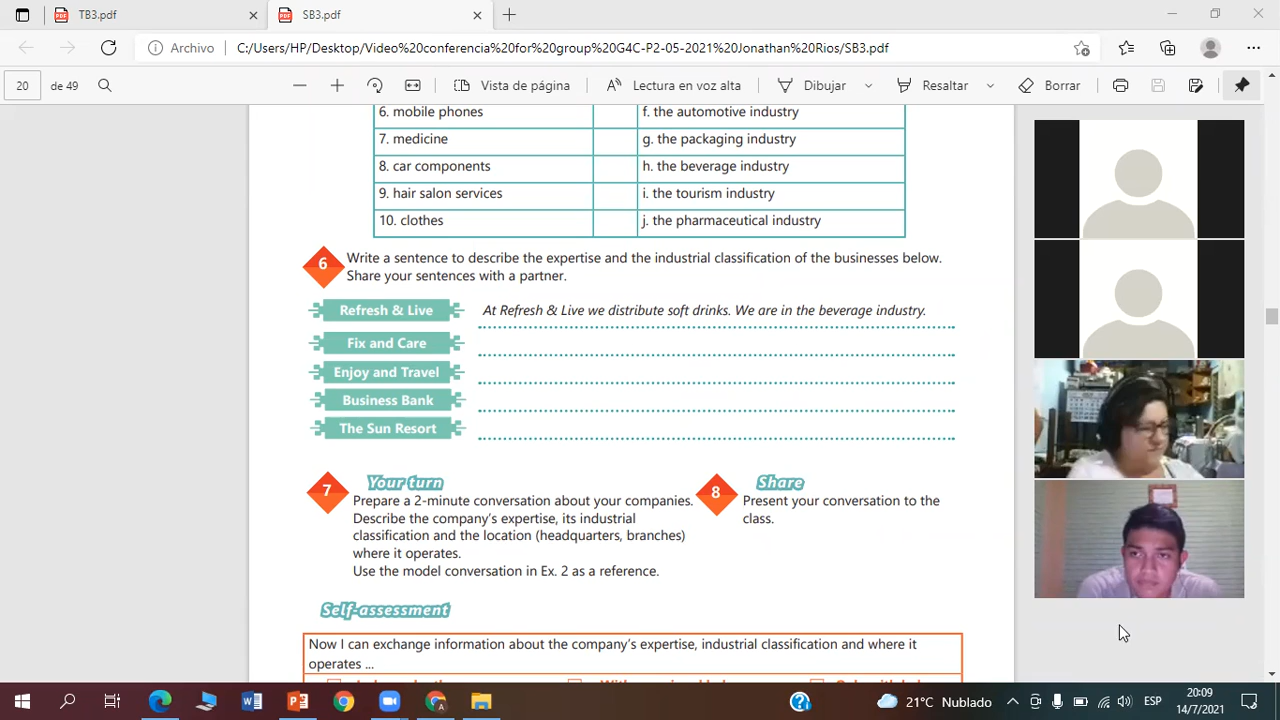 TB3.pdf
SB3.pdf
Archivo C:/Users/HP/Desktop/Video%20conferencia%20for%20group%20G4C-P2-05-2021%20Jonathan%20Rios/SB3.pdf
20 de 49 Vista de página Lectura en voz alta Dibujar Resaltar Borrar
6. mobile phones f. the automotive industry
7. medicine g. the packaging industry
8. car components h. the beverage industry
9. hair salon services i. the tourism industry
10. clothes j. the pharmaceutical industry
6 Write a sentence to describe the expertise and the industrial classification of the businesses below.
Share your sentences with a partner.
Refresh & Live At Refresh & Live we distribute soft drinks. We are in the beverage industry.
Fix and Care
Enjoy and Travel
Business Bank
The Sun Resort
7 Your turn
Prepare a 2-minute conversation about your companies.
Describe the company's expertise, its industrial
classification and the location (headquarters, branches)
where it operates.
Use the model conversation in Ex. 2 as a reference.
8 Share
Present your conversation to the
class.
Self-assessment
Now I can exchange information about the company's expertise, industrial classification and where it
operates ...
21°C Nublado ESP 20:09
14/7/2021